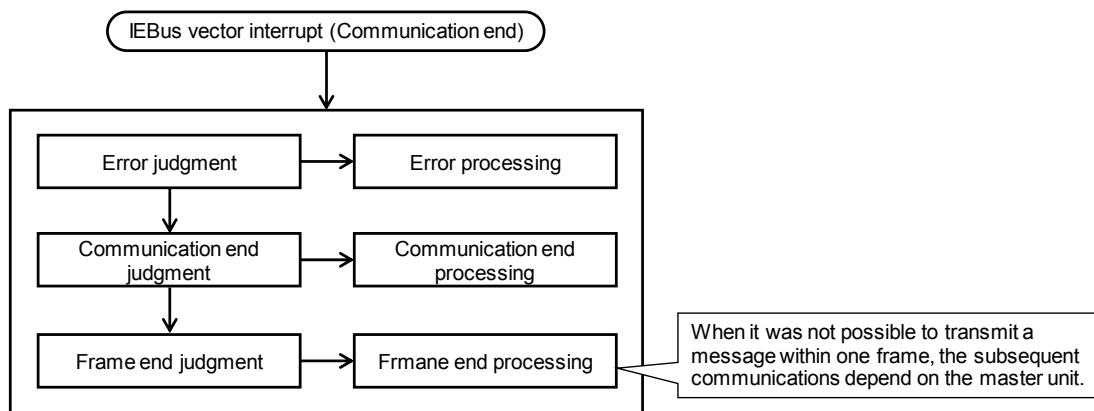 IEBus vector interrupt (Communication end)
Error judgment
Error processing
Communication end
judgment
Communication end
processing
Frame end judgment
Frmane end processing
When it was not possible to transmit a
message within one frame, the subsequent
communications depend on the master unit.